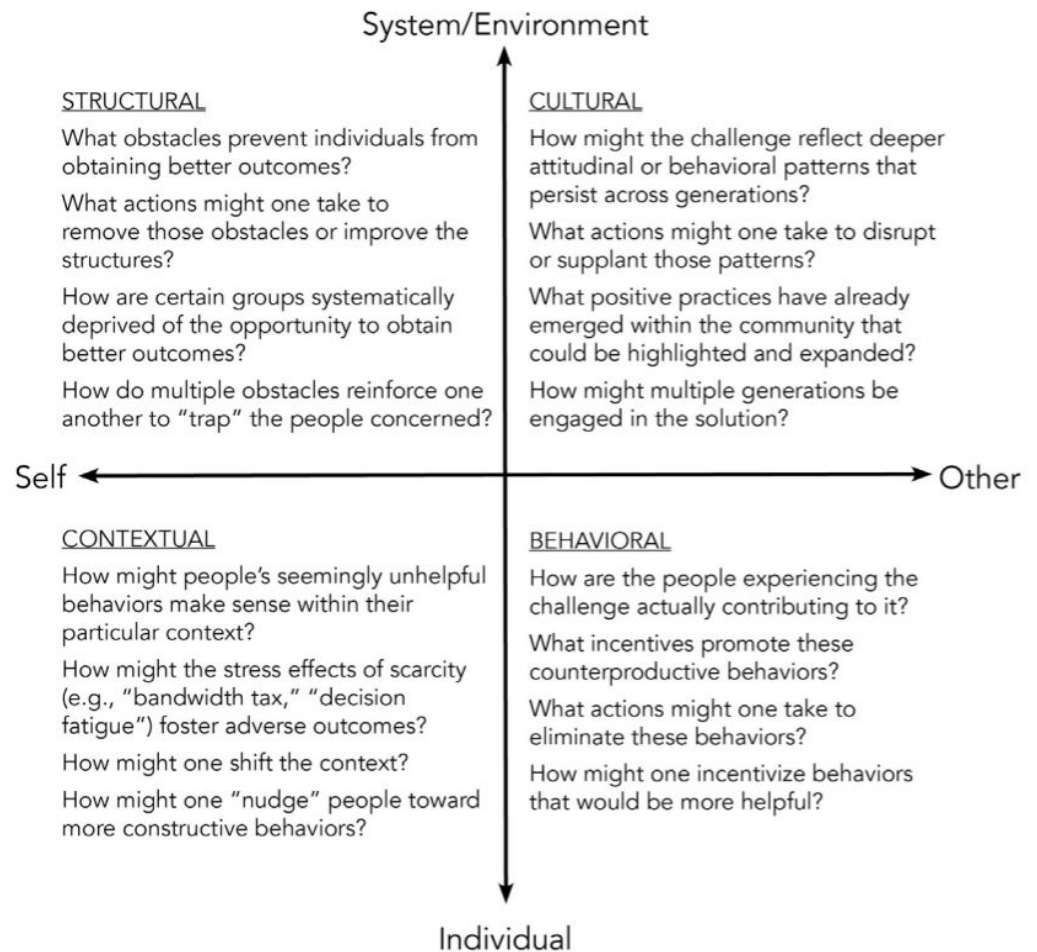 System/Environment
STRUCTURAL
What obstacles prevent individuals from
obtaining better outcomes?
What actions might one take to
remove those obstacles or improve the
structures?
How are certain groups systematically
deprived of the opportunity to obtain
better outcomes?
How do multiple obstacles reinforce one
another to “trap” the people concerned?
CULTURAL
How might the challenge reflect deeper
attitudinal or behavioral patterns that
persist across generations?
What actions might one take to disrupt
or supplant those patterns?
What positive practices have already
emerged within the community that
could be highlighted and expanded?
How might multiple generations be
engaged in the solution?
Self
Other
CONTEXTUAL
How might people’s seemingly unhelpful
behaviors make sense within their
particular context?
How might the stress effects of scarcity
(e.g., “bandwidth tax,” “decision
fatigue”) foster adverse outcomes?
How might one shift the context?
How might one “nudge” people toward
more constructive behaviors?
BEHAVIORAL
How are the people experiencing the
challenge actually contributing to it?
What incentives promote these
counterproductive behaviors?
What actions might one take to
eliminate these behaviors?
How might one incentivize behaviors
that would be more helpful?
Individual